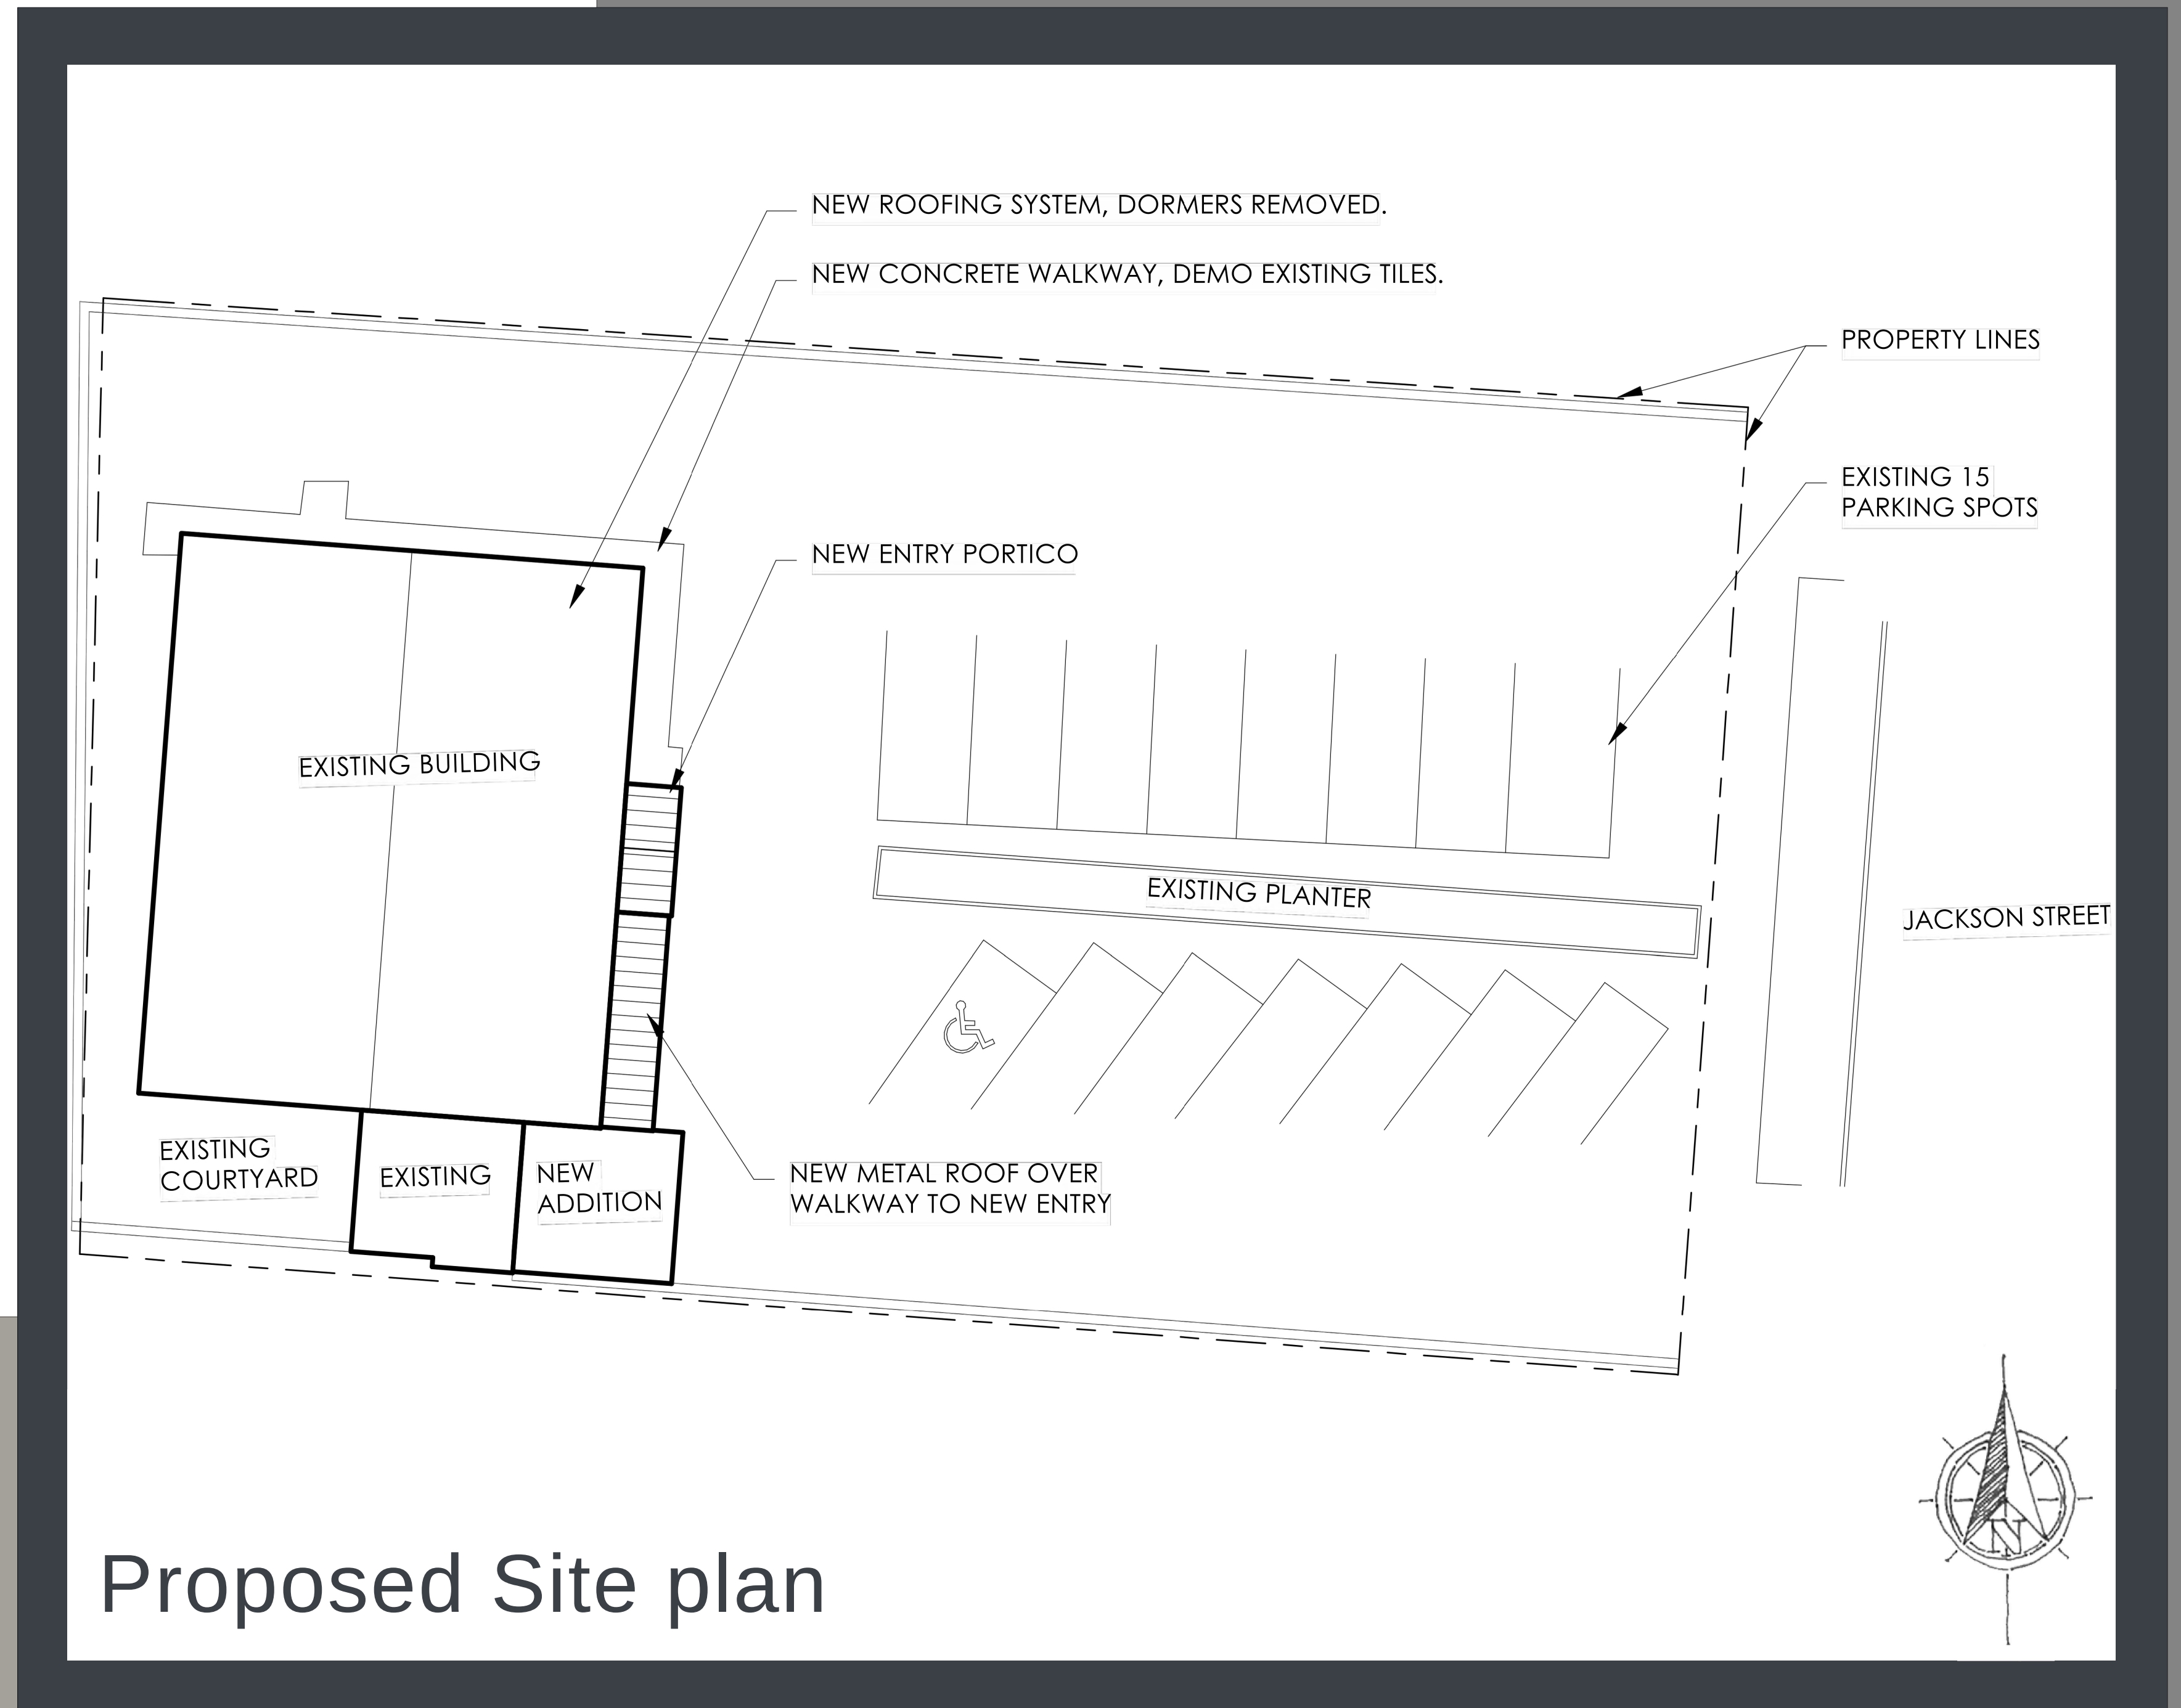 NEW ROOFING SYSTEM, DORMERS REMOVED.
NEW CONCRETE WALKWAY, DEMO EXISTING TILES.
PROPERTY LINES
EXISTING 15
PARKING SPOTS
NEW ENTRY PORTICO
EXISTING BUILDING
EXISTING PLANTER
JACKSON STREET
EXISTING
COURTYARD
EXISTING
NEW
ADDITION
NEW METAL ROOF OVER
WALKWAY TO NEW ENTRY
N
Proposed Site plan